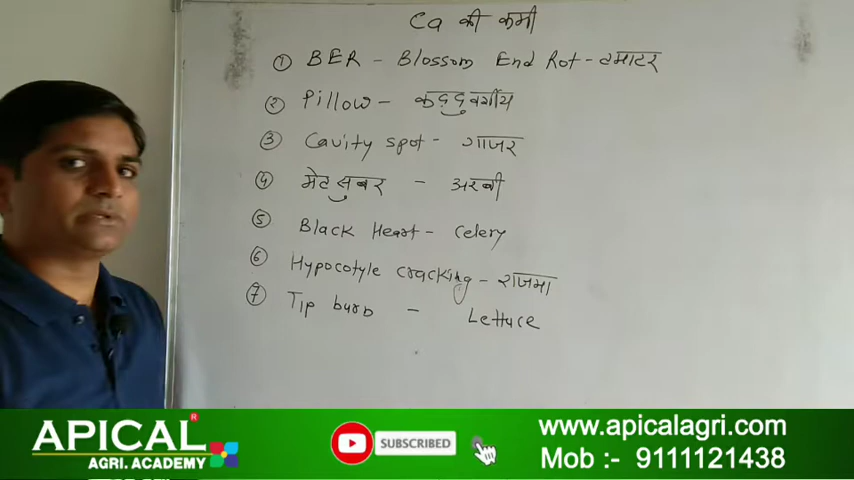 Ca की कमी
① BER - Blossom End Rot - टमाटर
② Pillow - कद्दु वर्गीय
③ Cavity spot - गाजर
④ मेट सुबर - अरबी
⑤ Black Heart - Celery
⑥ Hypocotyle cracking - राजमा
⑦ Tip burb - Lettuce
APICAL®
AGRI. ACADEMY
SUBSCRIBED
www.apicalagri.com
Mob :- 9111121438